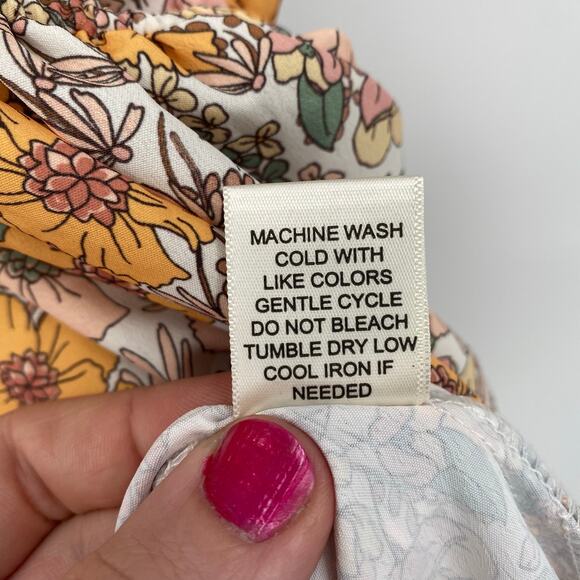 MACHINE WASH
COLD WITH
LIKE COLORS
GENTLE CYCLE
DO NOT BLEACH
TUMBLE DRY LOW
COOL IRON IF
NEEDED